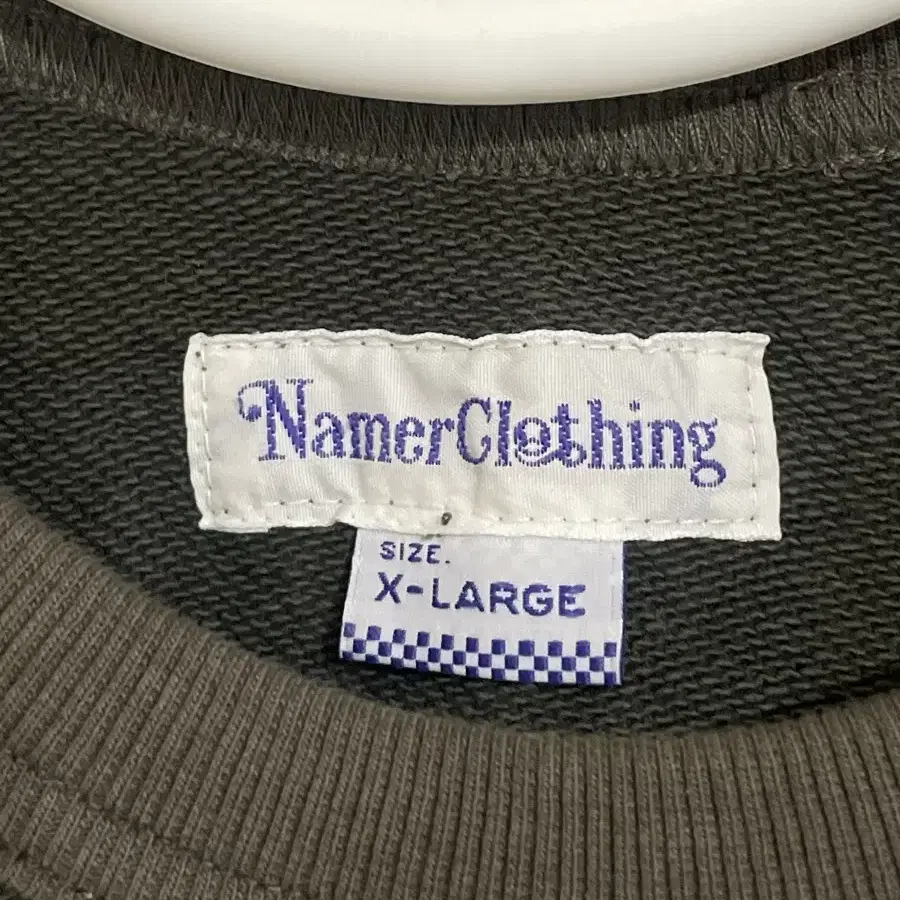 NamerClothing
SIZE.
X-LARGE